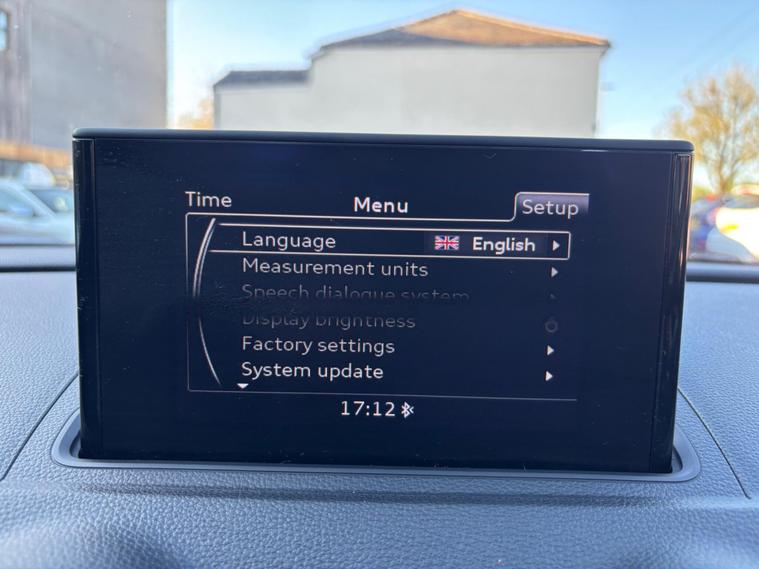 Time Menu Setup
Language English
Measurement units
Speech dialogue system
Display brightness
Factory settings
System update
17:12